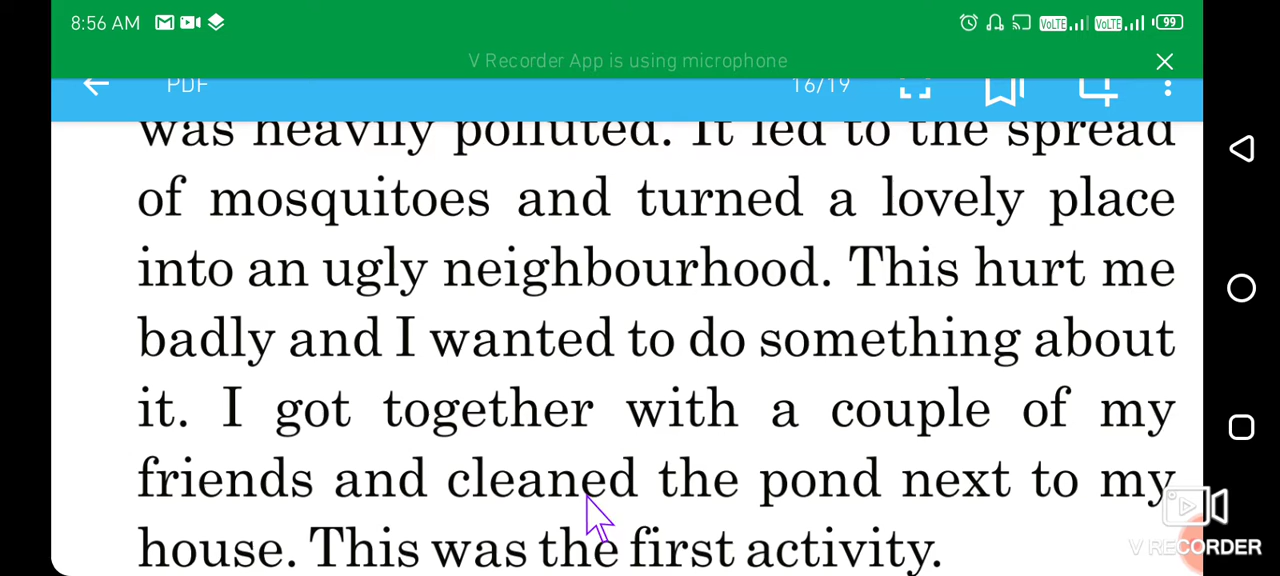 8:56 AM VoLTE VoLTE 99
V Recorder App is using microphone
PDF 16/19
was heavily polluted. It led to the spread
of mosquitoes and turned a lovely place
into an ugly neighbourhood. This hurt me
badly and I wanted to do something about
it. I got together with a couple of my
friends and cleaned the pond next to my
house. This was the first activity.
V RECORDER